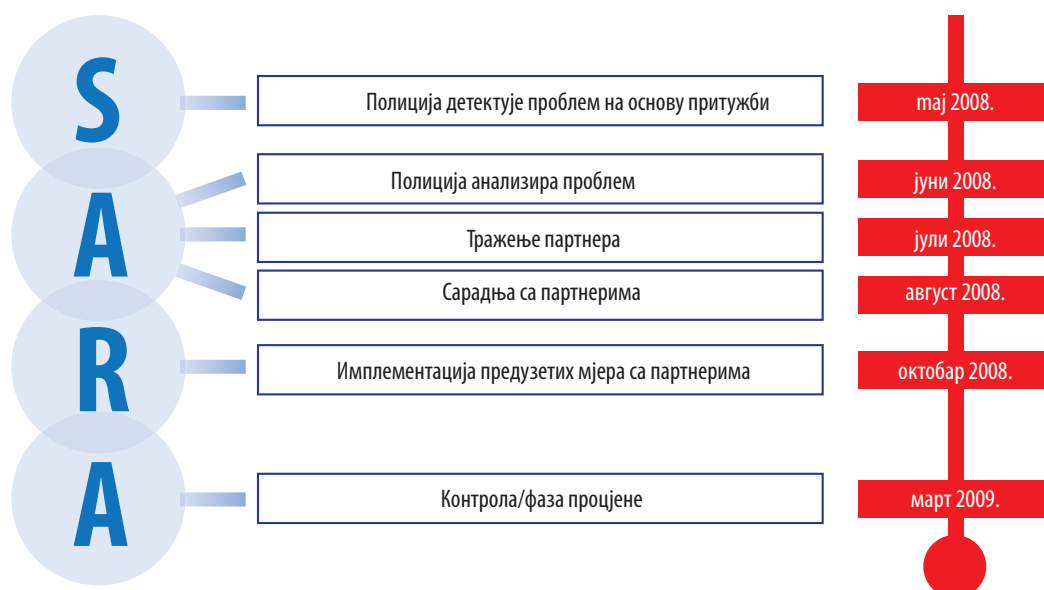 S
Полиција детектује проблем на основу притужби
мај 2008.
A
Полиција анализира проблем
јуни 2008.
Тражење партнера
јули 2008.
Сарадња са партнерима
август 2008.
R
Имплементација предузетих мјера са партнерима
октобар 2008.
A
Контрола/фаза процјене
март 2009.